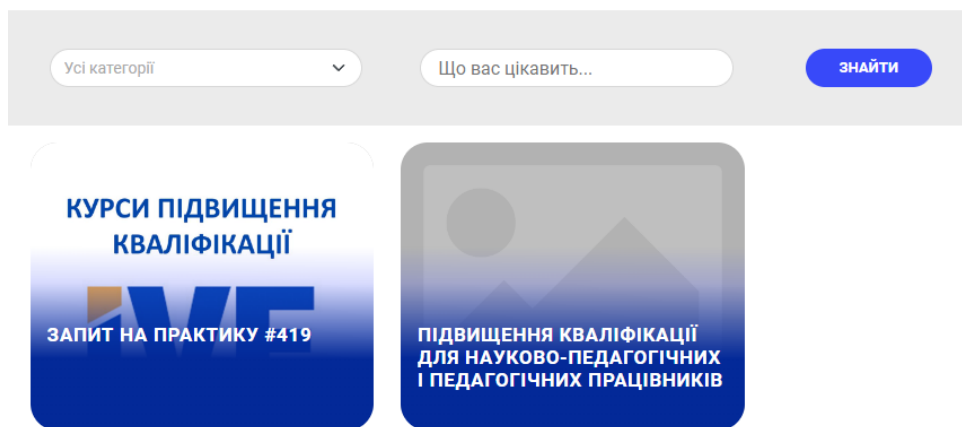 Усі категорії
Що вас цікавить...
ЗНАЙТИ
КУРСИ ПІДВИЩЕННЯ
КВАЛІФІКАЦІЇ
IVE
ЗАПИТ НА ПРАКТИКУ #419
ПІДВИЩЕННЯ КВАЛІФІКАЦІЇ
ДЛЯ НАУКОВО-ПЕДАГОГІЧНИХ
І ПЕДАГОГІЧНИХ ПРАЦІВНИКІВ